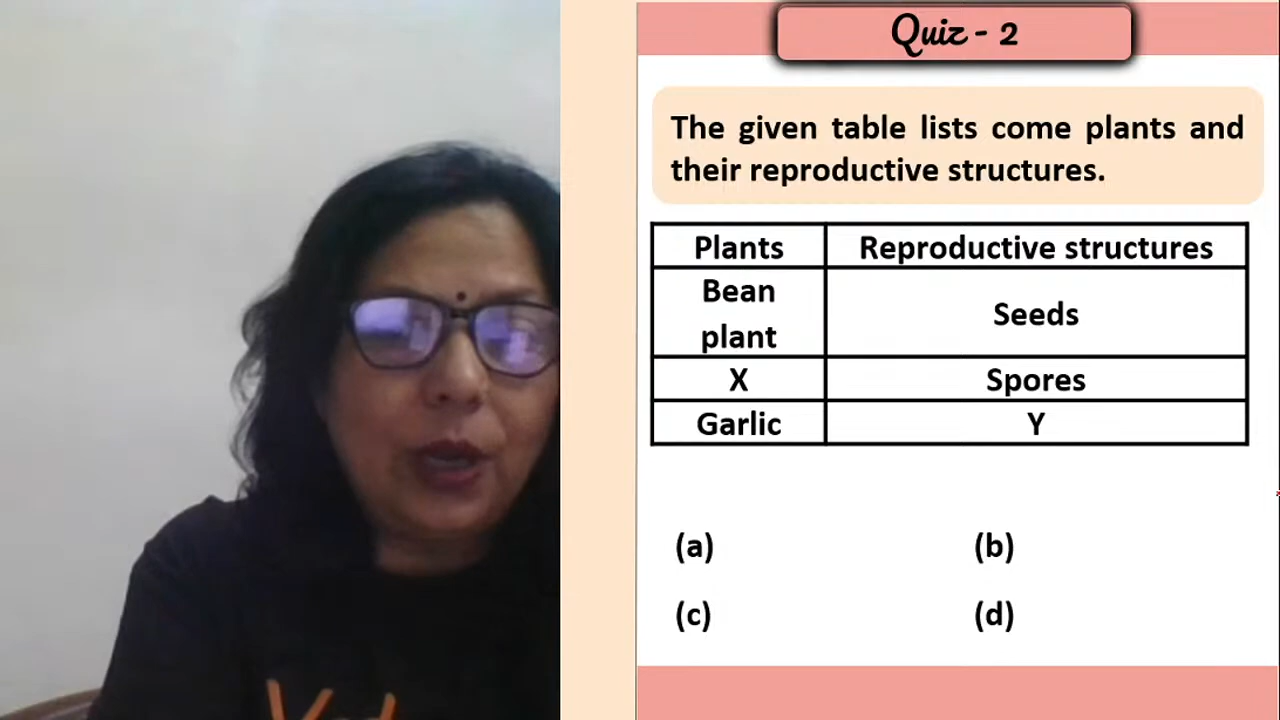 Quiz - 2
The given table lists come plants and
their reproductive structures.
Plants Reproductive structures
Bean
plant
Seeds
X Spores
Garlic Y
(a) (b)
(c) (d)